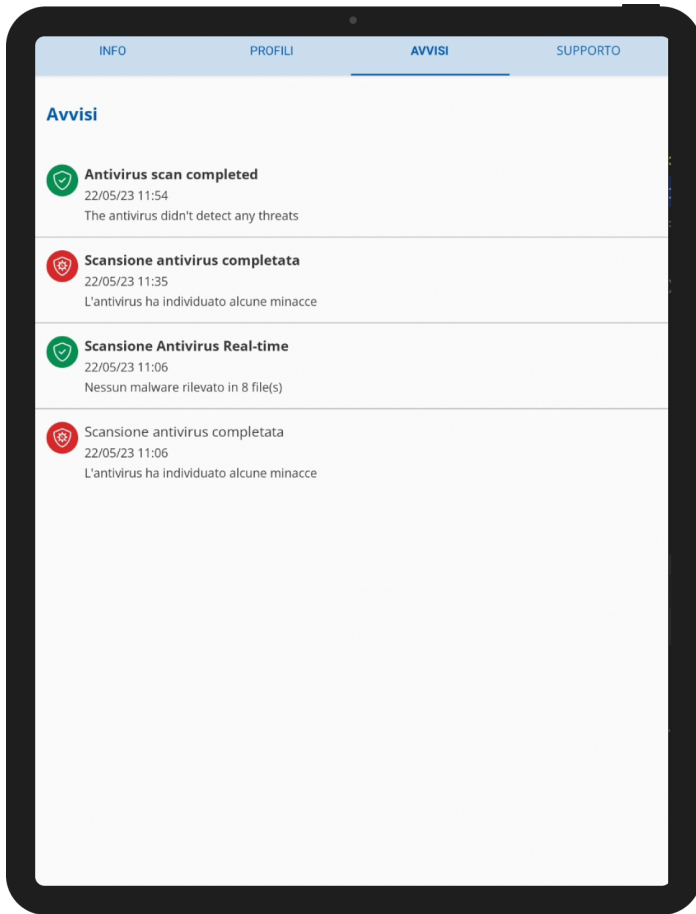 INFO
PROFILI
AVVISI
SUPPORTO
Avvisi
Antivirus scan completed
22/05/23 11:54
The antivirus didn't detect any threats
Scansione antivirus completata
22/05/23 11:35
L'antivirus ha individuato alcune minacce
Scansione Antivirus Real-time
22/05/23 11:06
Nessun malware rilevato in 8 file(s)
Scansione antivirus completata
22/05/23 11:06
L'antivirus ha individuato alcune minacce